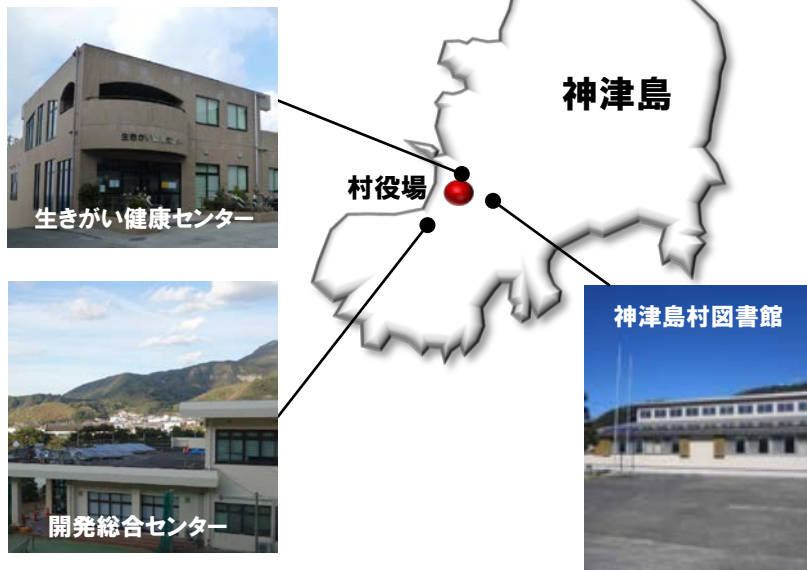 神津島
村役場
生きがい健康センター
神津島村図書館
開発総合センター